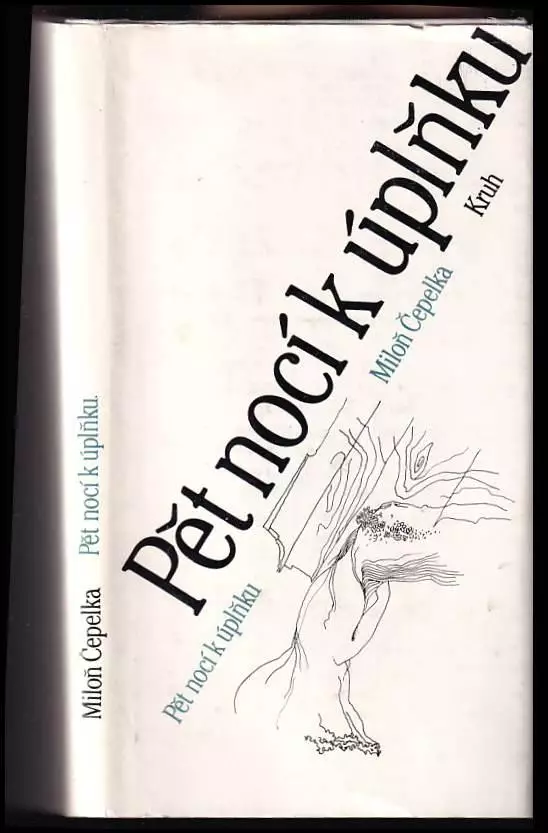 Pět nocí k úplňku
Kruh
Miloň Čepelka
Pět nocí k úplňku
Miloň Čepelka Pět nocí k úplňku.